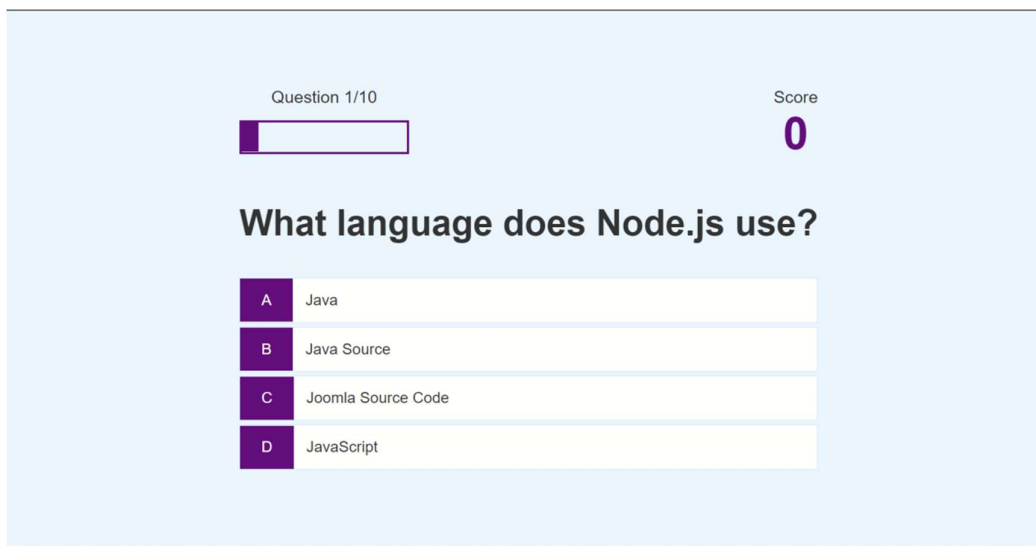 Question 1/10
Score
0
What language does Node.js use?
A Java
B Java Source
C Joomla Source Code
D JavaScript